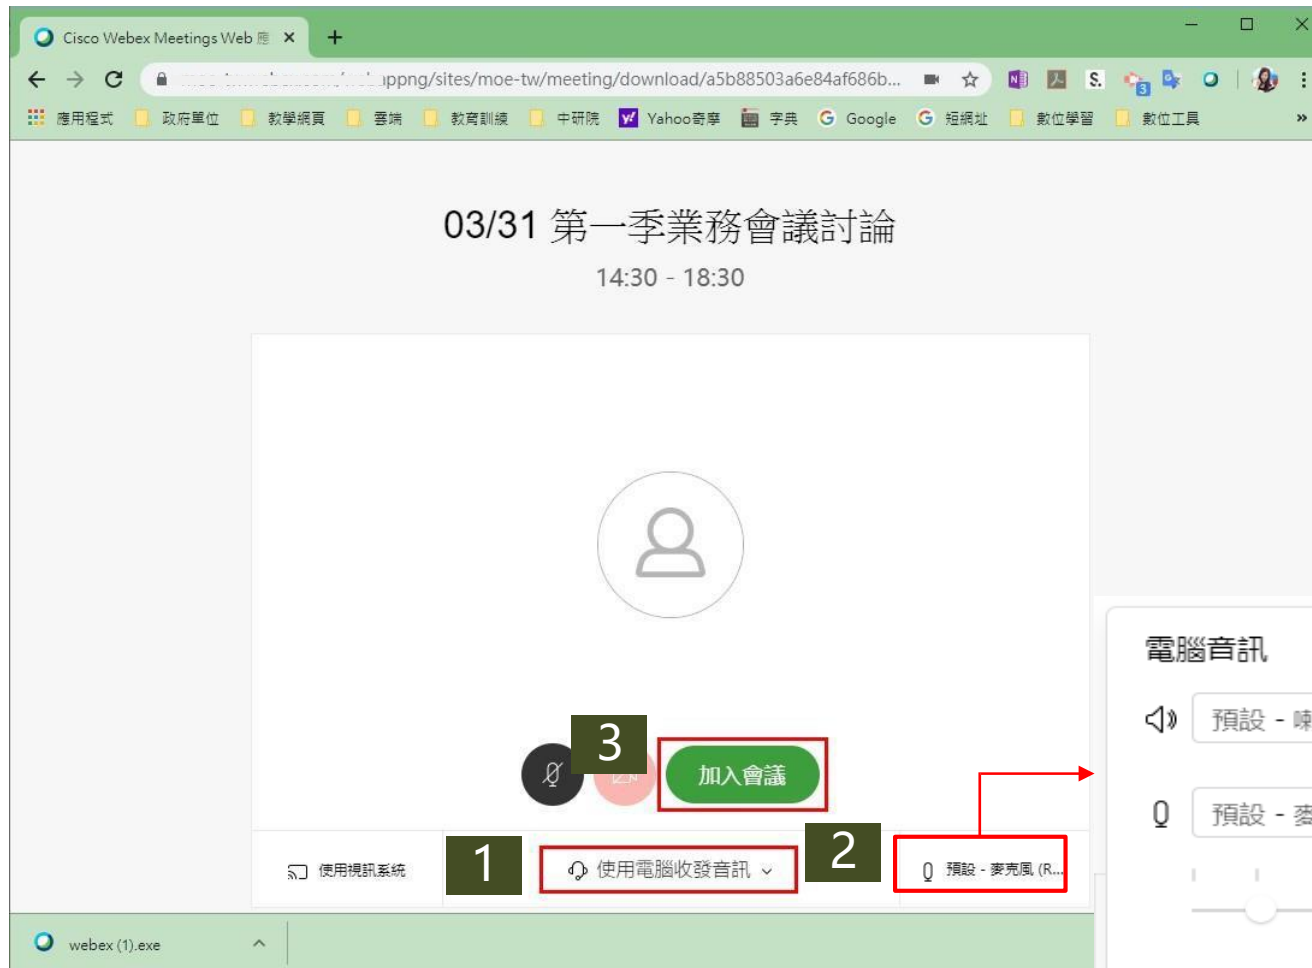 Cisco Webex Meetings Web 應
appng/sites/moe-tw/meeting/download/a5b88503a6e84af686b...
應用程式 政府單位 教學網頁 雲端 教育訓練 中研院 Yahoo奇摩 字典 Google 短網址 數位學習 數位工具 »
03/31 第一季業務會議討論
14:30 - 18:30
電腦音訊
預設 - 喇
3
加入會議
預設 - 麥
使用視訊系統
1
使用電腦收發音訊
2
預設 - 麥克風 (R...
webex (1).exe